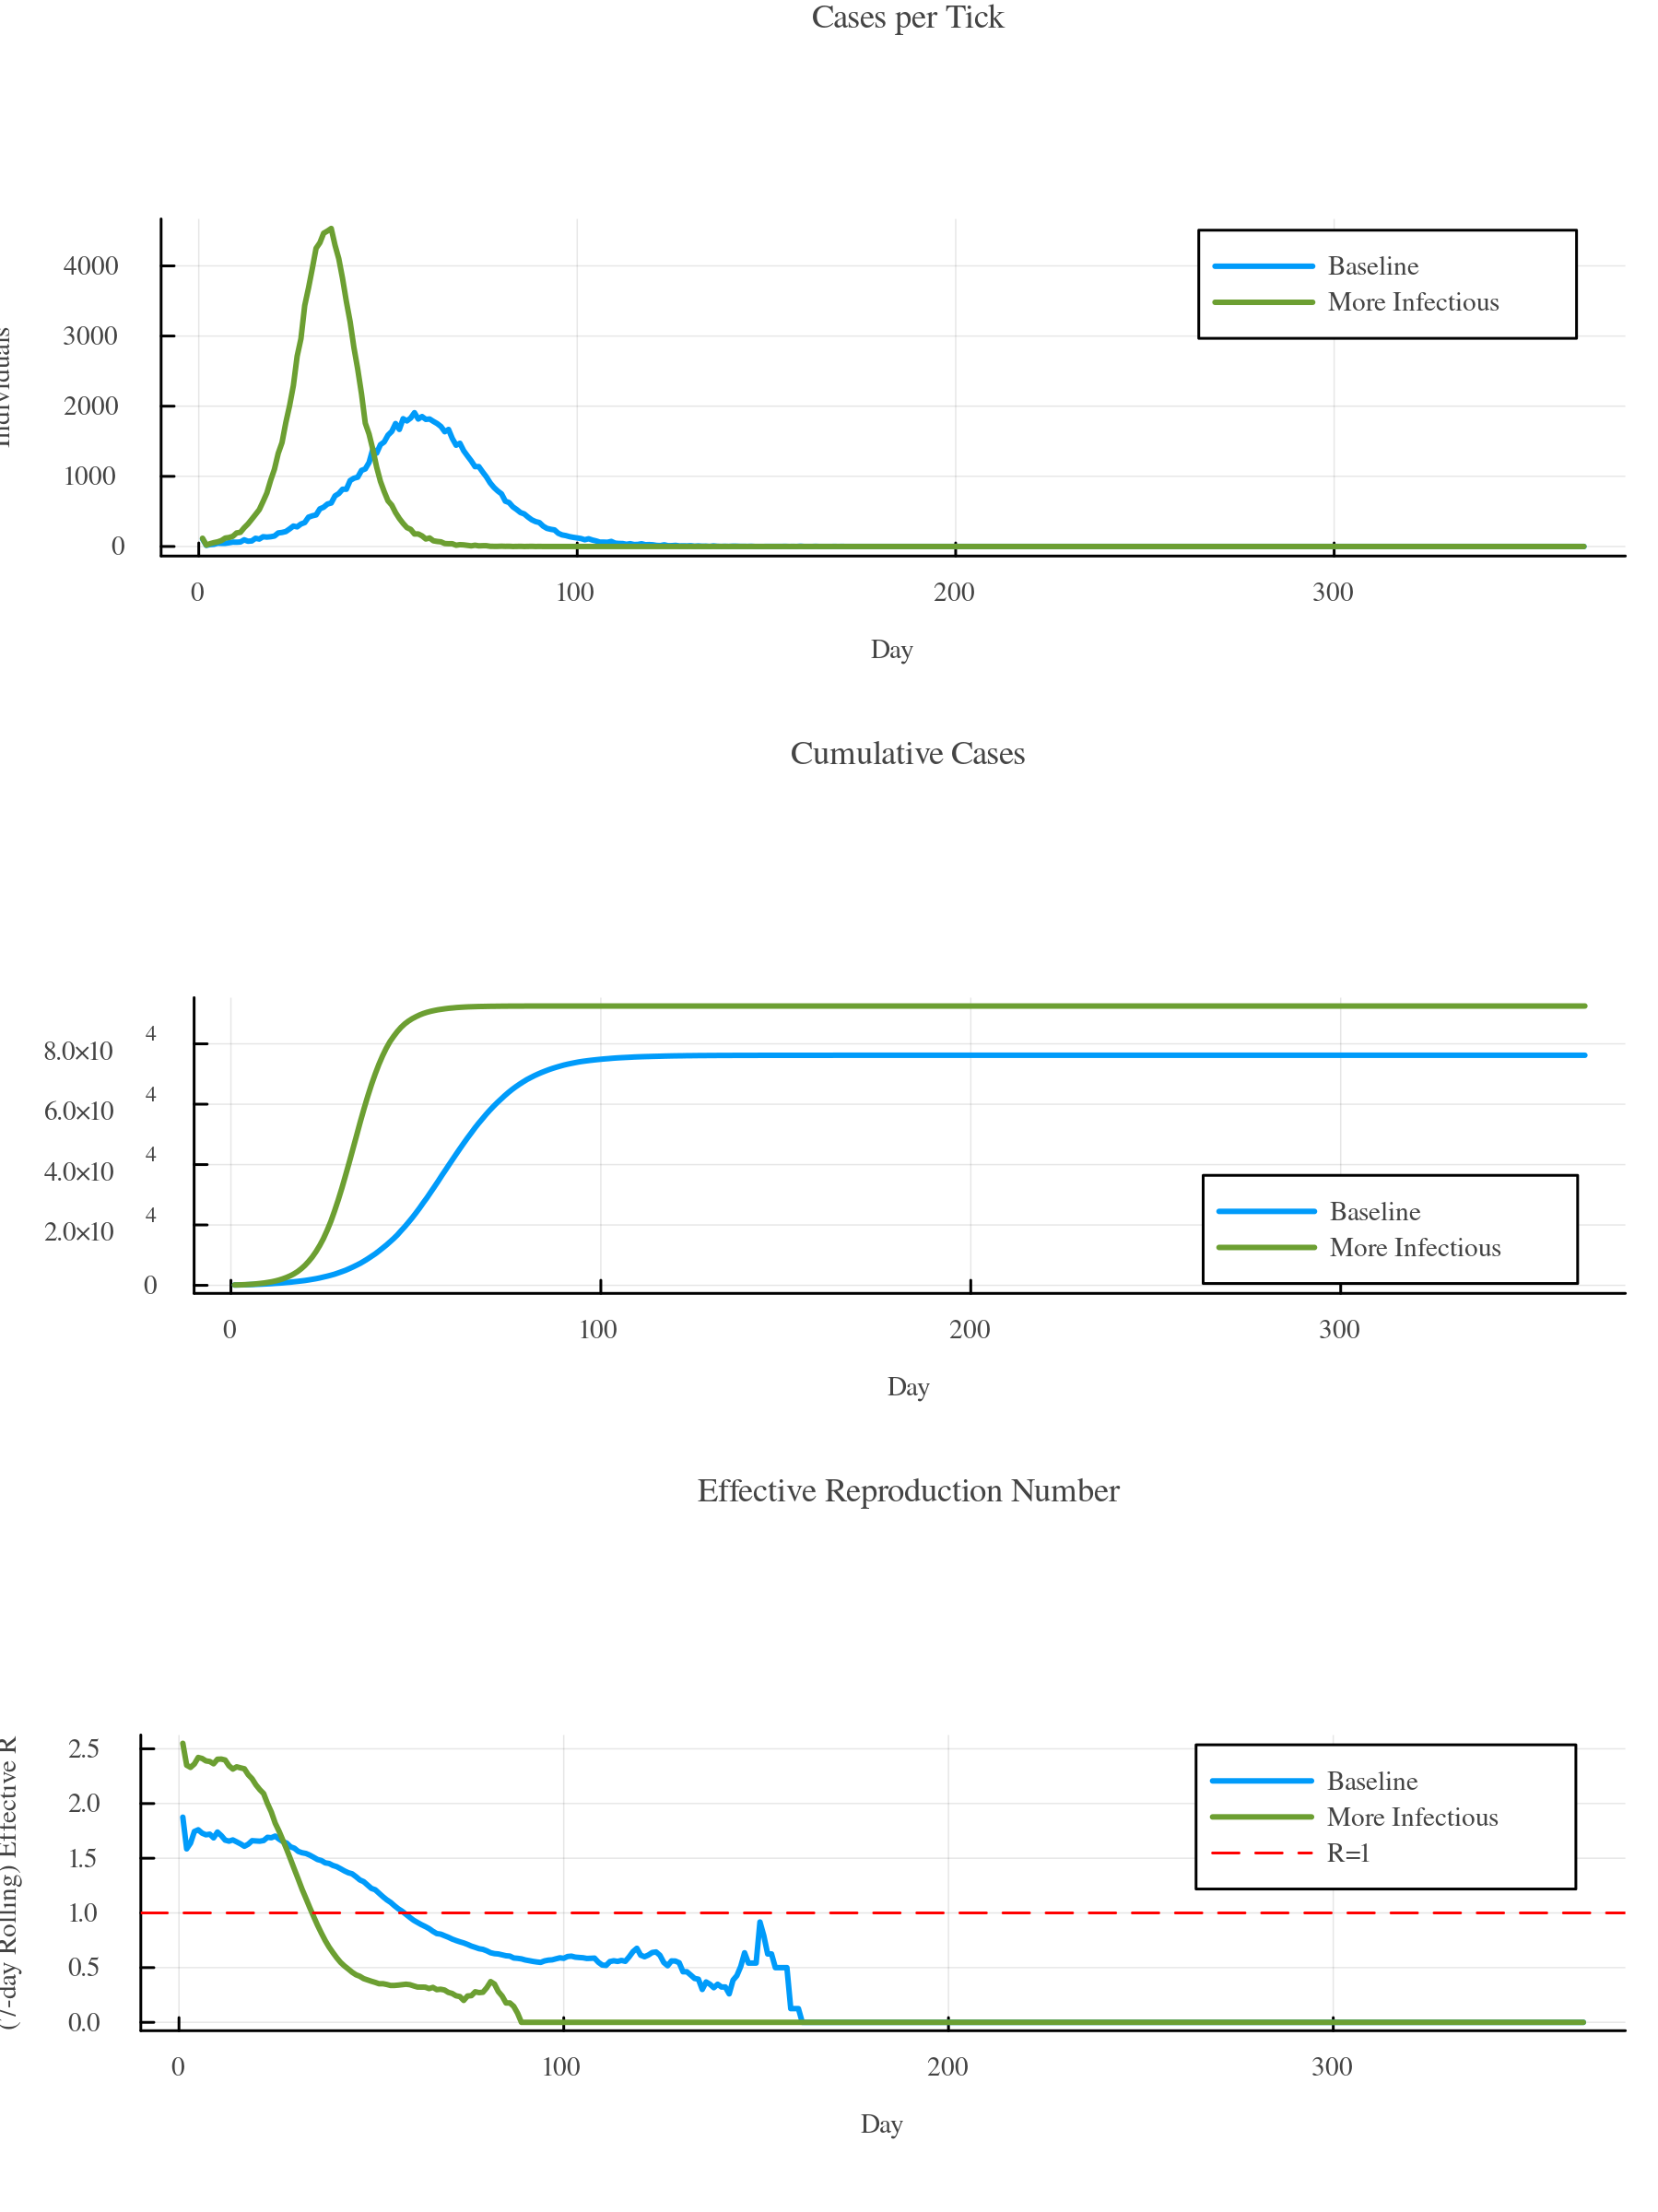 Cases per Tick
Individuals
4000
3000
2000
1000
0
Baseline
More Infectious
0 100 200 300
Day
Cumulative Cases
8.0×10 4
6.0×10 4
4.0×10 4
2.0×10 4
0
Baseline
More Infectious
0 100 200 300
Day
Effective Reproduction Number
(7-day Rolling) Effective R
2.5
2.0
1.5
1.0
0.5
0.0
Baseline
More Infectious
R=1
0 100 200 300
Day